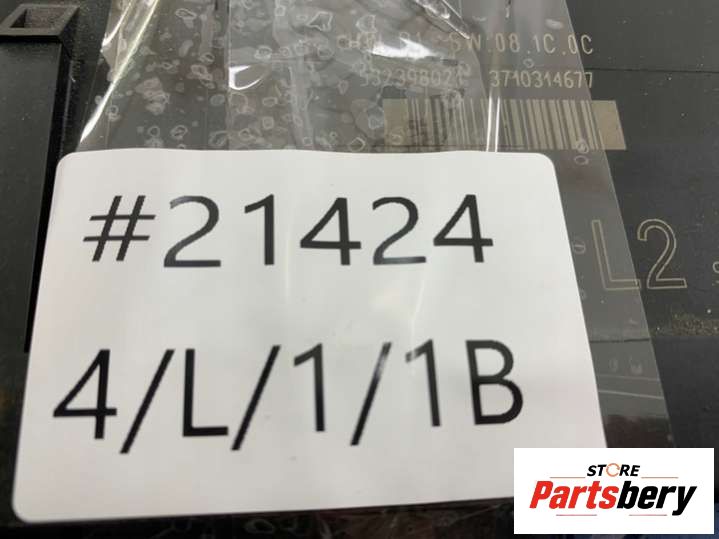 SW.08.1C.0C
3710314677
#21424
4/L/1/1B
L2
STORE
Partsbery